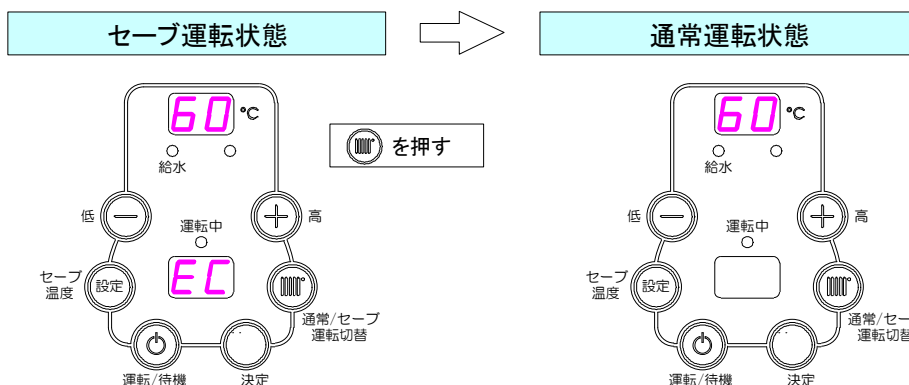 セーブ運転状態
通常運転状態
60 ℃
給水
を押す
低
高
運転中
EC
セーブ
温度
設定
通常/セーブ
運転切替
運転/待機
決定
60 ℃
給水
低
高
運転中
セーブ
温度
設定
通常/セーブ
運転切替
運転/待機
決定